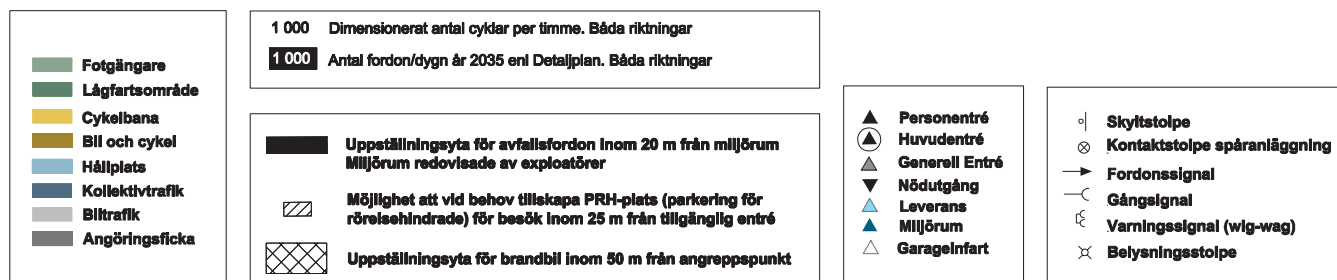 Fotgängare
Lågfartsområde
Cykelbana
Bil och cykel
Hållplats
Kollektivtrafik
Biltrafik
Angöringsficka
1 000 Dimensionerat antal cyklar per timme. Båda riktningar
1 000 Antal fordon/dygn år 2035 enl Detaljplan. Båda riktningar
Uppställningsyta för avfallsfordon inom 20 m från miljörum
Miljörum redovisade av exploatörer
Möjlighet att vid behov tillskapa PRH-plats (parkering för
rörelsehindrade) för besök inom 25 m från tillgänglig entré
Uppställningsyta för brandbil inom 50 m från angreppspunkt
Personentré
Huvudentré
Generell Entré
Nödutgång
Leverans
Miljörum
Garageinfart
Skyltstolpe
Kontaktstolpe spåranläggning
Fordonssignal
Gångsignal
Varningssignal (wig-wag)
Belysningsstolpe